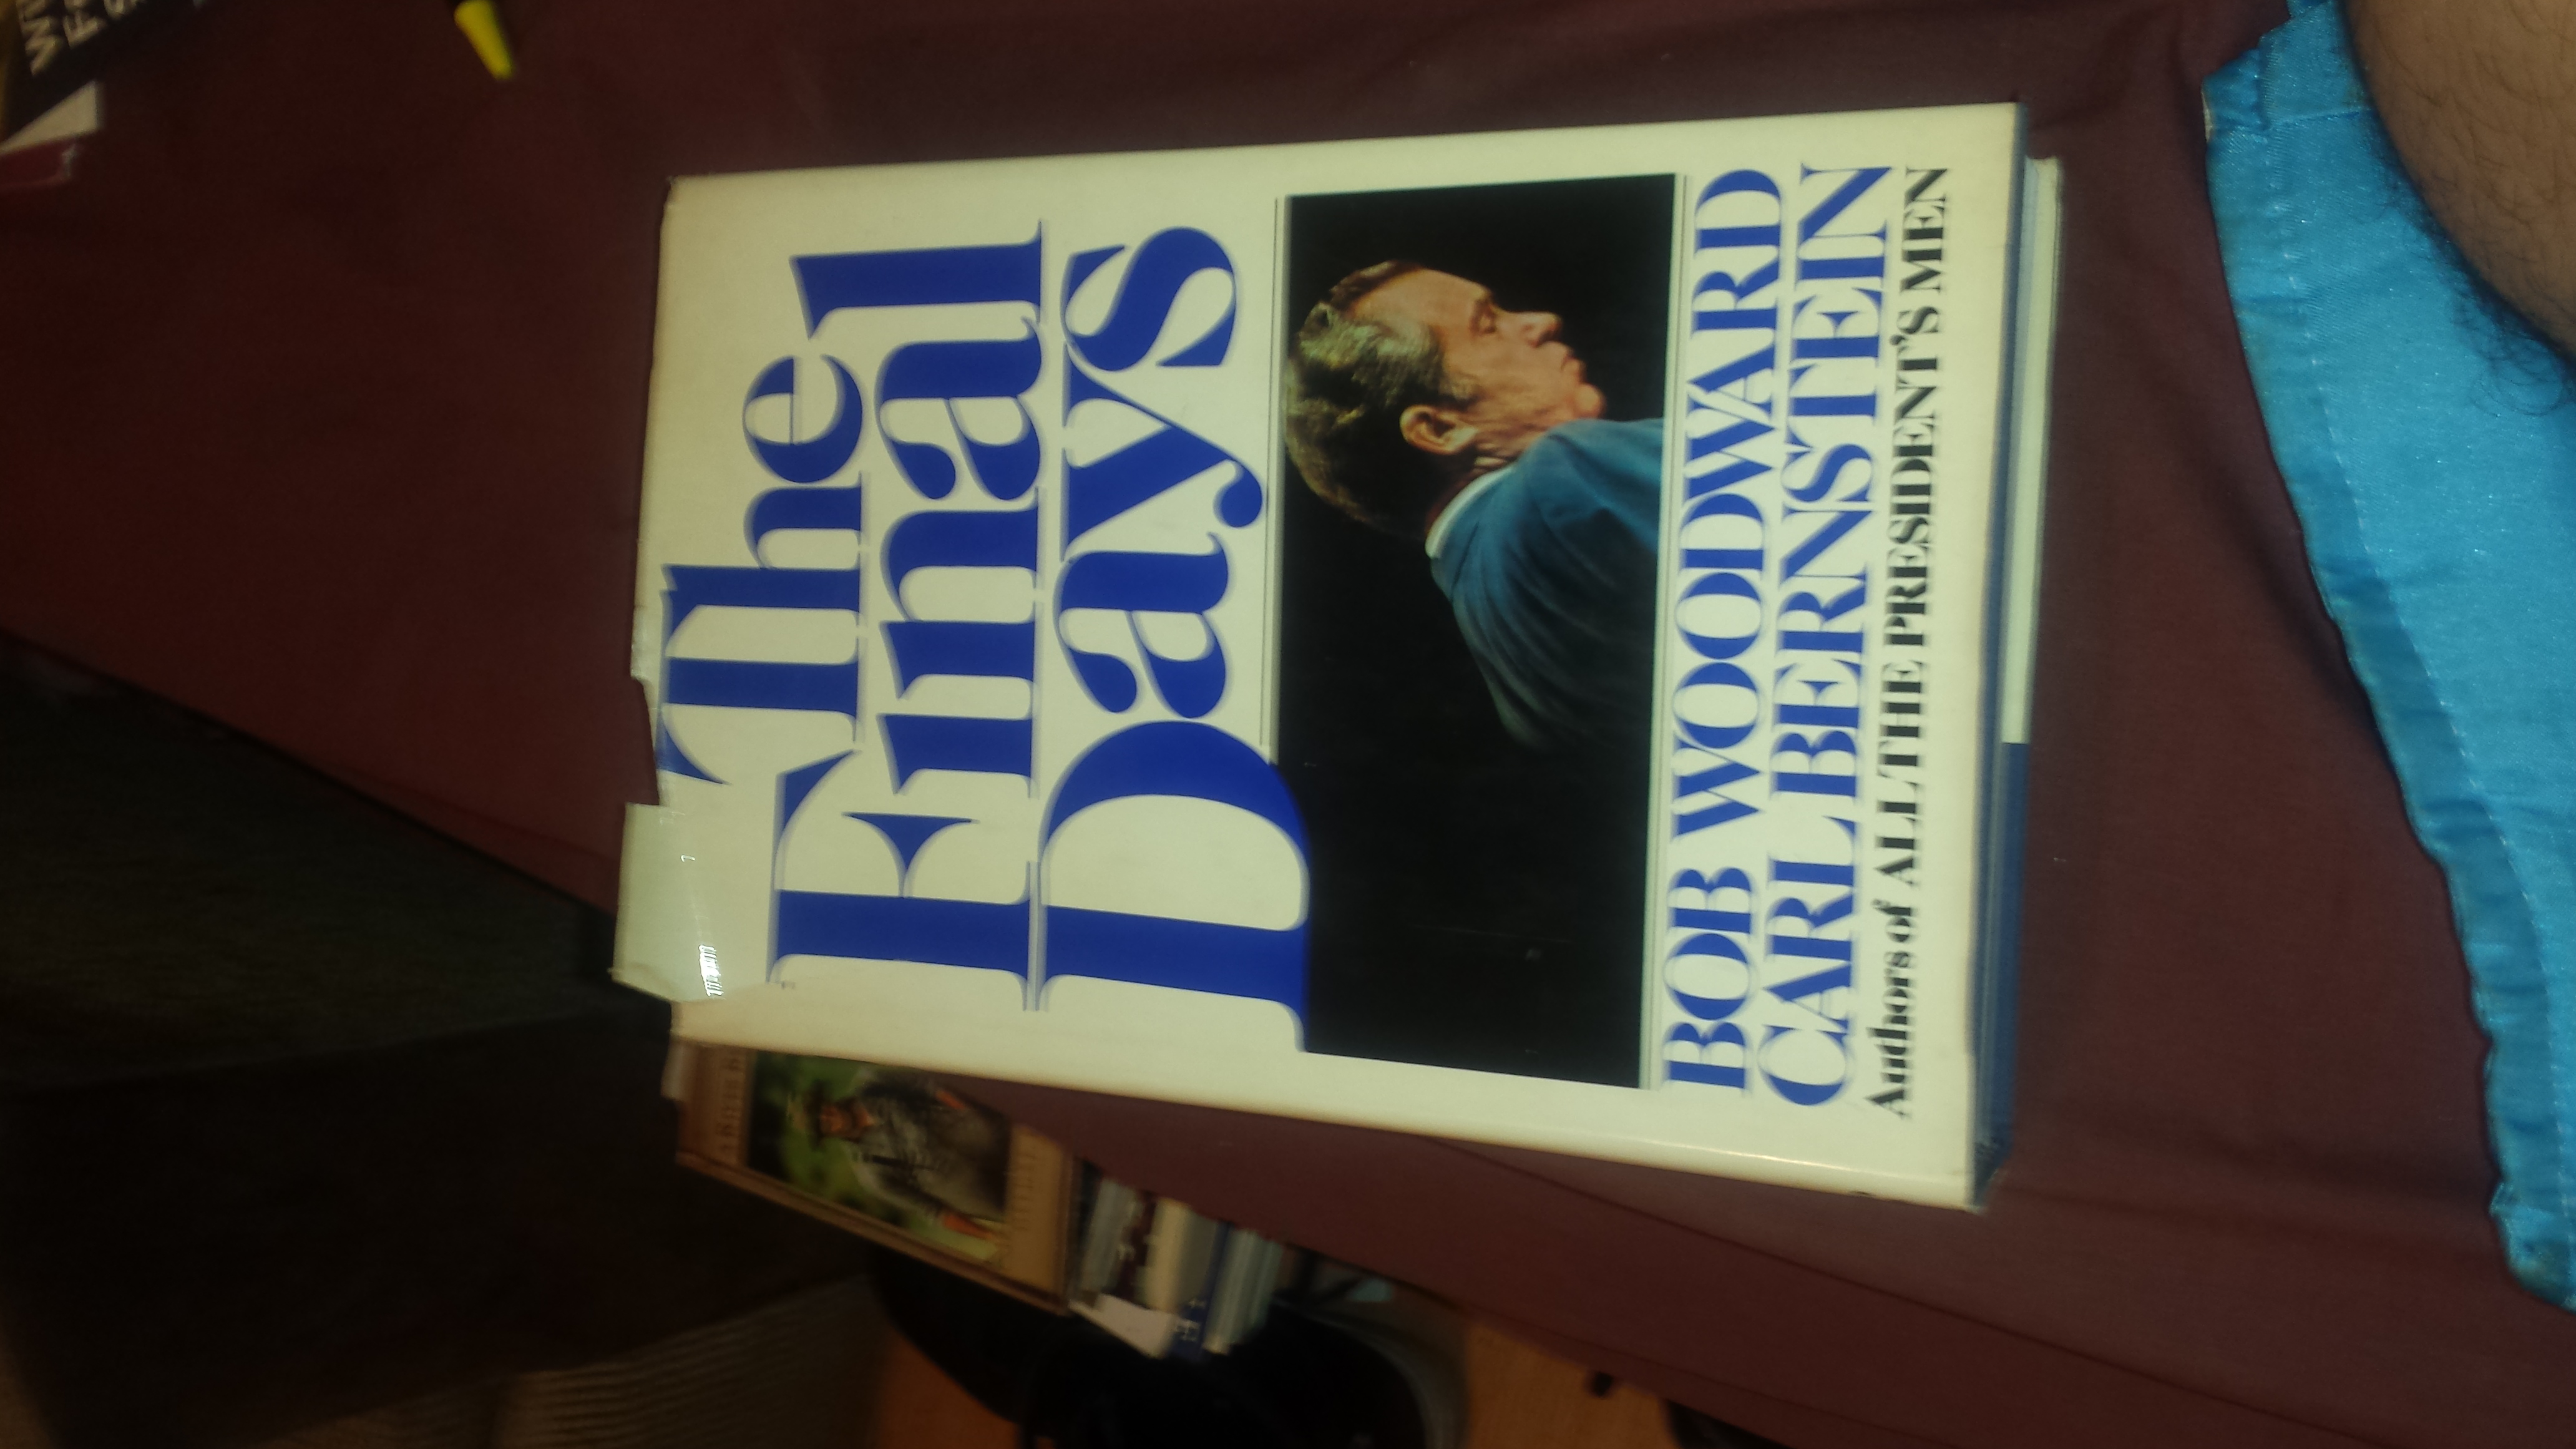 The
Final
Days
BOB WOODWARD
CARL BERNSTEIN
Authors of ALL THE PRESIDENT'S MEN